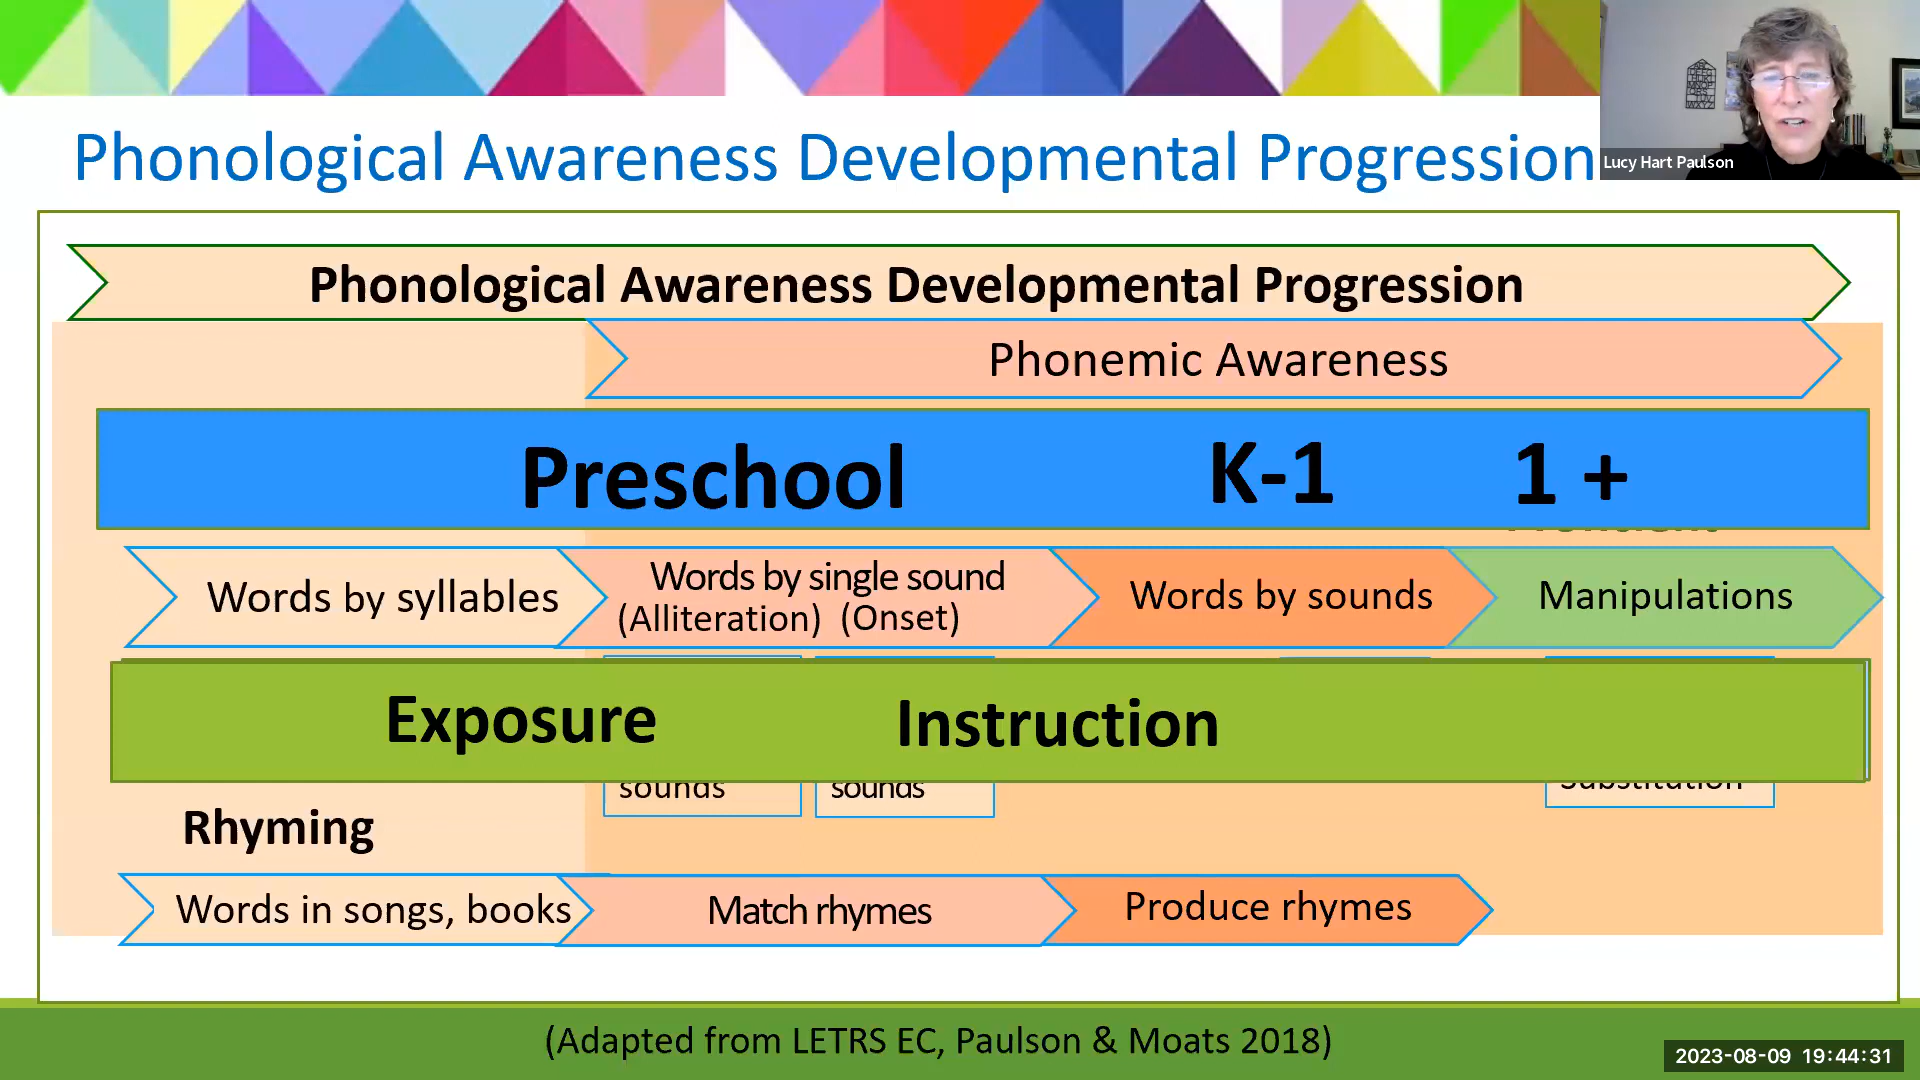 Phonological Awareness Developmental Progression
Lucy Hart Paulson
Phonological Awareness Developmental Progression
Phonemic Awareness
Preschool K-1 1 +
Words by syllables
Words by single sound
(Alliteration) (Onset)
Words by sounds
Manipulations
Exposure Instruction
sounds
sounds
Substitution
Rhyming
Words in songs, books
Match rhymes
Produce rhymes
(Adapted from LETRS EC, Paulson & Moats 2018)
2023-08-09 19:44:31